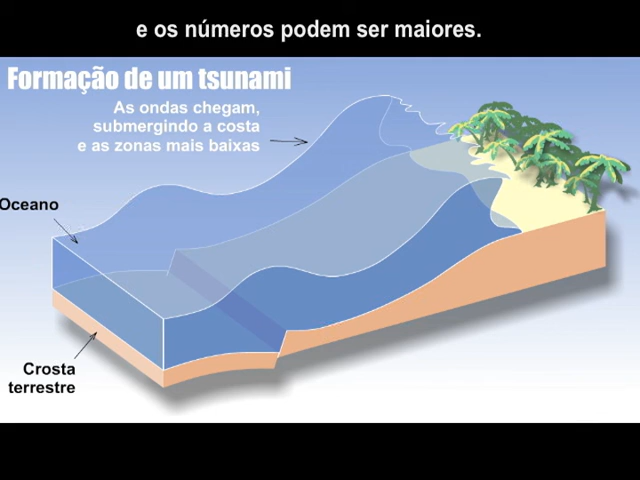 e os números podem ser maiores.
Formação de um tsunami
As ondas chegam,
submergindo a costa
e as zonas mais baixas
Oceano
Crosta
terrestre